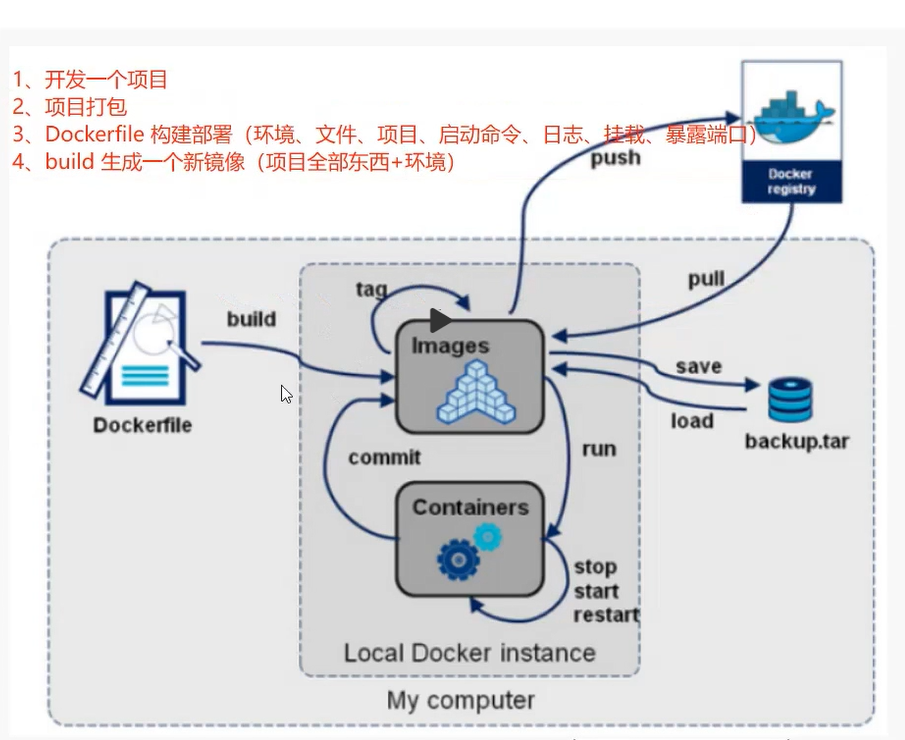 1、开发一个项目
2、项目打包
3、Dockerfile 构建部署（环境、文件、项目、启动命令、日志、挂载、暴露端口）
4、build 生成一个新镜像（项目全部东西+环境）
push
Docker
registry
pull
tag
build
Images
save
load
backup.tar
Dockerfile
commit
run
Containers
stop
start
restart
Local Docker instance
My computer